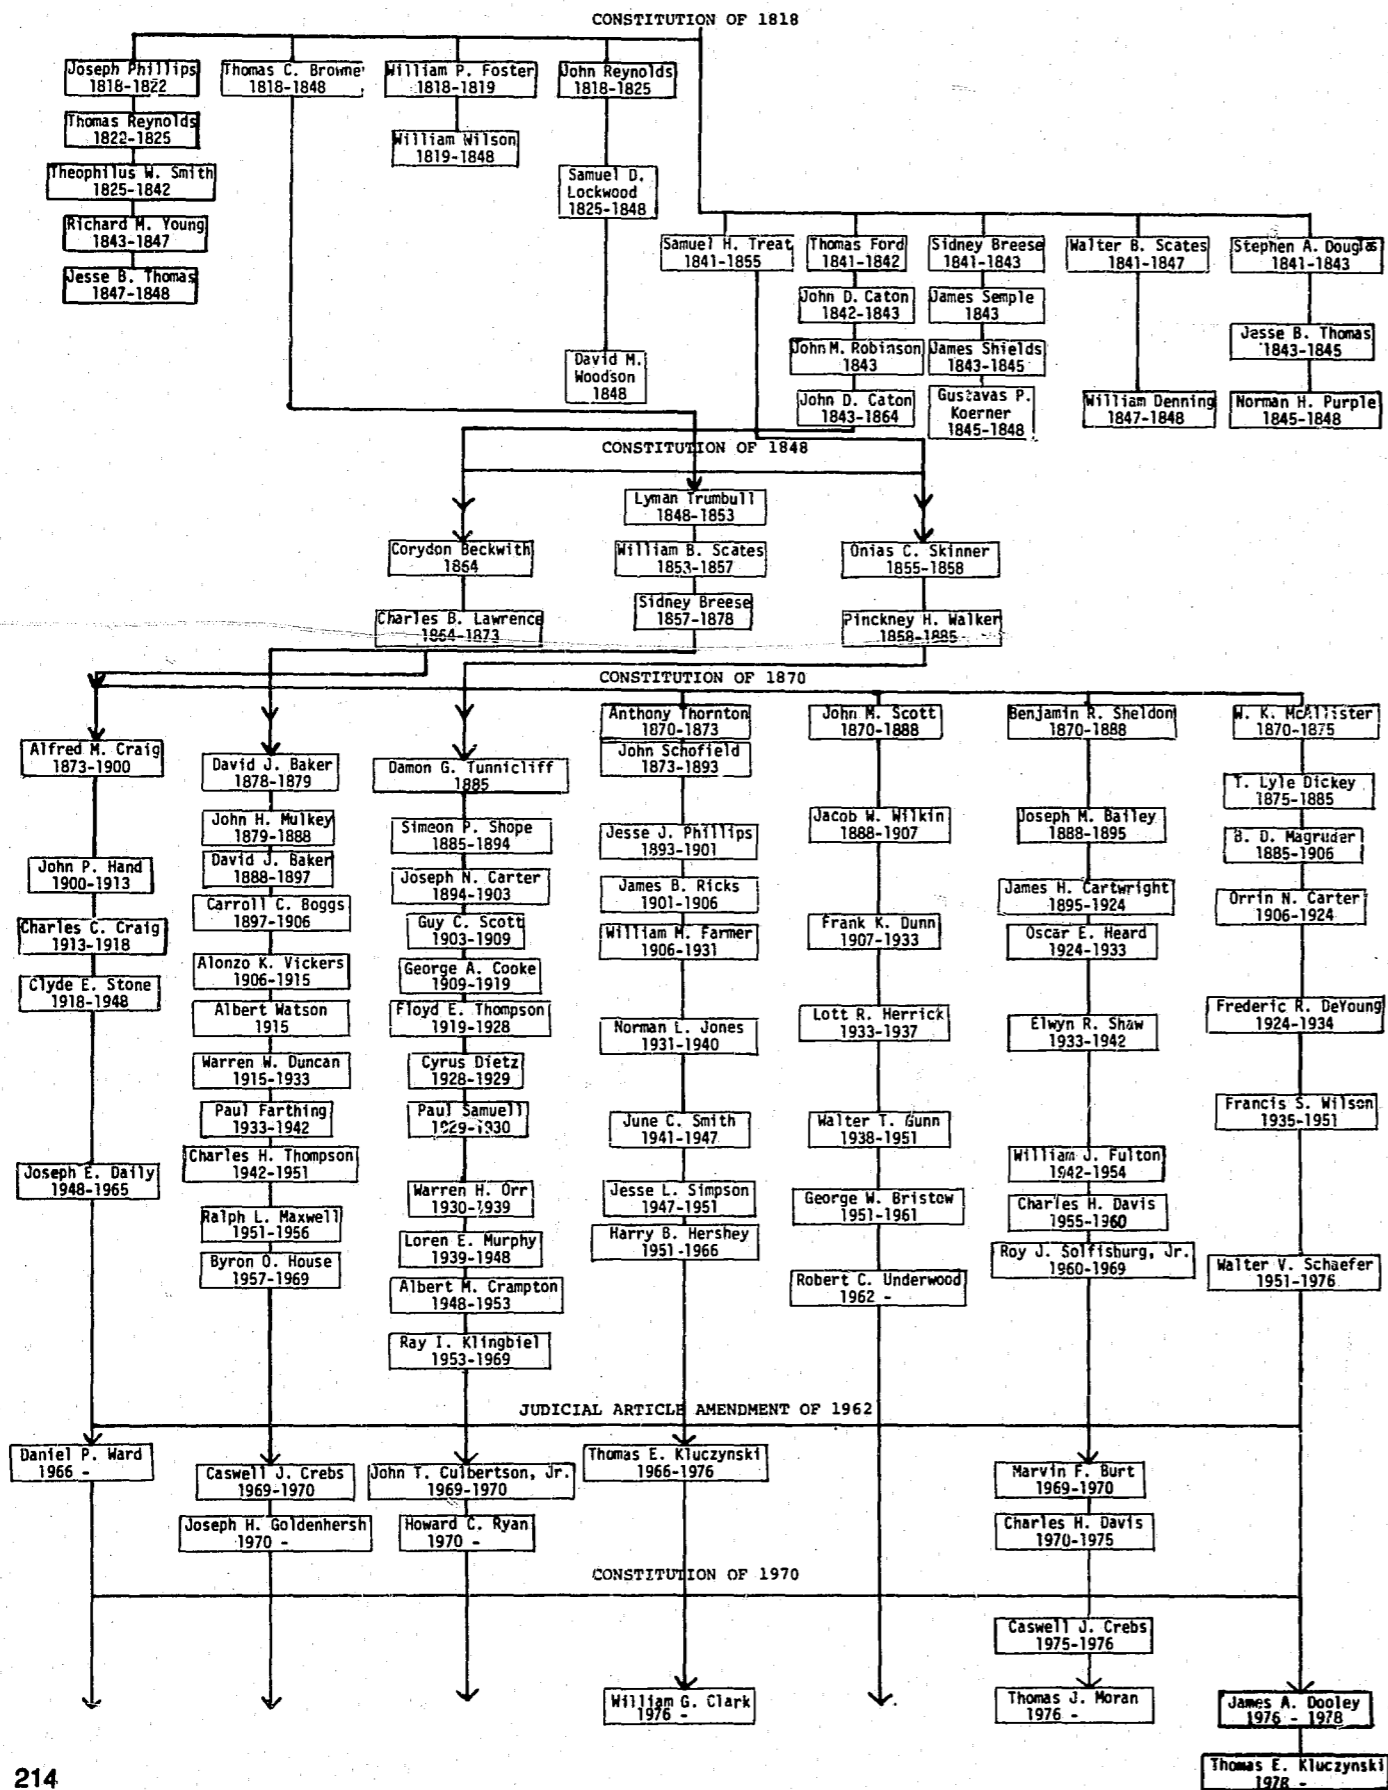 CONSTITUTION OF 1818
Joseph Phillips
1818-1822
Thomas Reynolds
1822-1825
Theophilus W. Smith
1825-1842
Richard M. Young
1843-1847
Jesse B. Thomas
1847-1848
Thomas C. Browne
1818-1848
William P. Foster
1818-1819
William Wilson
1819-1848
John Reynolds
1818-1825
Samuel D.
Lockwood
1825-1848
David M.
Woodson
1848
Samuel H. Treat
1841-1855
Thomas Ford
1841-1842
John D. Caton
1842-1843
John M. Robinson
1843
John D. Caton
1843-1864
Sidney Breese
1841-1843
James Semple
1843
James Shields
1843-1845
Gustavas P.
Koerner
1845-1848
Walter B. Scates
1841-1847
William Denning
1847-1848
Stephen A. Douglas
1841-1843
Jesse B. Thomas
1843-1845
Norman H. Purple
1845-1848
CONSTITUTION OF 1848
Corydon Beckwith
1864
Charles B. Lawrence
1864-1873
Lyman Trumbull
1848-1853
William B. Scates
1853-1857
Sidney Breese
1857-1878
Onias C. Skinner
1855-1858
Pinckney H. Walker
1858-1885
CONSTITUTION OF 1870
Alfred M. Craig
1873-1900
John P. Hand
1900-1913
Charles C. Craig
1913-1918
Clyde E. Stone
1918-1948
Joseph E. Daily
1948-1965
David J. Baker
1878-1879
John H. Mulkey
1879-1888
David J. Baker
1888-1897
Carroll C. Boggs
1897-1906
Alonzo K. Vickers
1906-1915
Albert Watson
1915
Warren W. Duncan
1915-1933
Paul Farthing
1933-1942
Charles H. Thompson
1942-1951
Ralph L. Maxwell
1951-1956
Byron O. House
1957-1969
Damon G. Tunnicliff
1885
Simeon P. Shope
1885-1894
Joseph N. Carter
1894-1903
Guy C. Scott
1903-1909
George A. Cooke
1909-1919
Floyd E. Thompson
1919-1928
Cyrus Dietz
1928-1929
Paul Samuell
1929-1930
Warren H. Orr
1930-1939
Loren E. Murphy
1939-1948
Albert M. Crampton
1948-1953
Ray I. Klingbiel
1953-1969
Anthony Thornton
1870-1873
John Schofield
1873-1893
Jesse J. Phillips
1893-1901
James B. Ricks
1901-1906
William M. Farmer
1906-1931
Norman L. Jones
1931-1940
June C. Smith
1941-1947
Jesse L. Simpson
1947-1951
Harry B. Hershey
1951-1966
John M. Scott
1870-1888
Jacob W. Wilkin
1888-1907
Frank K. Dunn
1907-1933
Lott R. Herrick
1933-1937
Walter T. Gunn
1938-1951
George W. Bristow
1951-1961
Robert C. Underwood
1962 -
Benjamin R. Sheldon
1870-1888
Joseph M. Bailey
1888-1895
James H. Cartwright
1895-1924
Oscar E. Heard
1924-1933
Elwyn R. Shaw
1933-1942
William J. Fulton
1942-1954
Charles H. Davis
1955-1960
Roy J. Solfisburg, Jr.
1960-1969
W. K. McAllister
1870-1875
T. Lyle Dickey
1875-1885
B. D. Magruder
1885-1906
Orrin N. Carter
1906-1924
Frederic R. DeYoung
1924-1934
Francis S. Wilson
1935-1951
Walter V. Schaefer
1951-1976
JUDICIAL ARTICLE AMENDMENT OF 1962
Daniel P. Ward
1966 -
Caswell J. Crebs
1969-1970
Joseph H. Goldenhersh
1970 -
John T. Culbertson, Jr.
1969-1970
Howard C. Ryan
1970 -
Thomas E. Kluczynski
1966-1976
Marvin F. Burt
1969-1970
Charles H. Davis
1970-1975
CONSTITUTION OF 1970
William G. Clark
1976 -
Caswell J. Crebs
1975-1976
Thomas J. Moran
1976 -
James A. Dooley
1976 - 1978
Thomas E. Kluczynski
1978 -
214